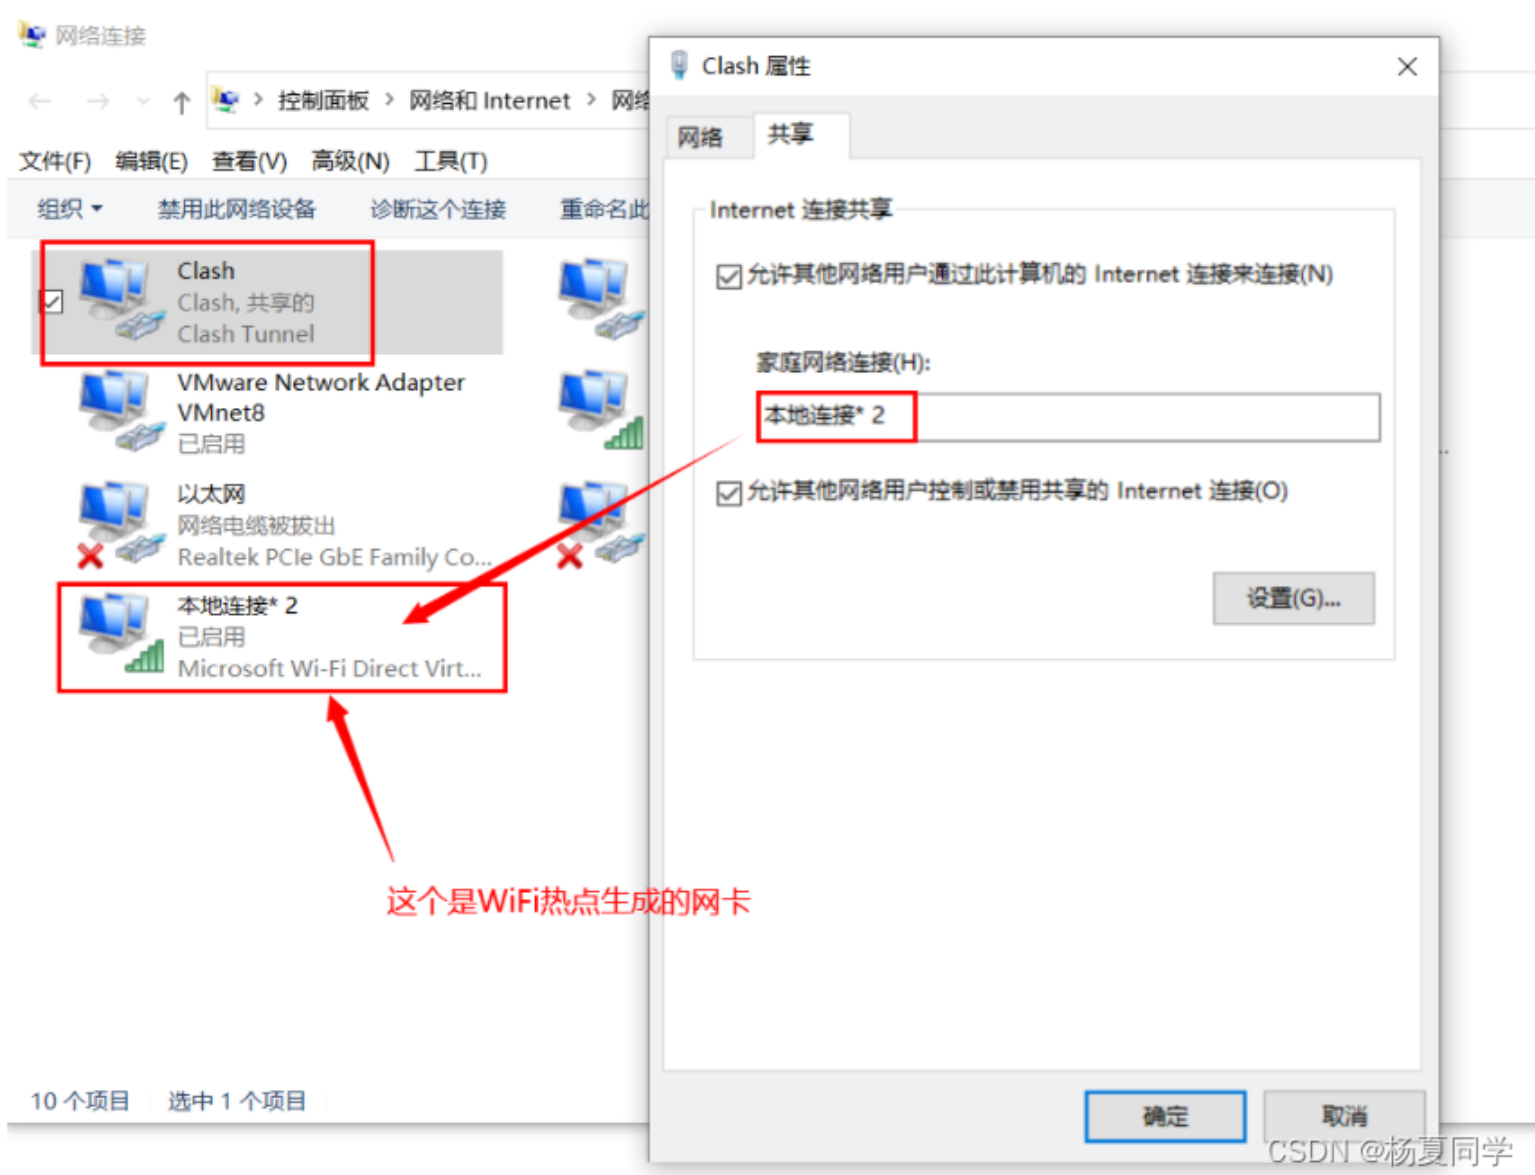 网络连接
控制面板 > 网络和 Internet > 网络
文件(F) 编辑(E) 查看(V) 高级(N) 工具(T)
组织 禁用此网络设备 诊断这个连接 重命名此
Clash
Clash, 共享的
Clash Tunnel
VMware Network Adapter
VMnet8
已启用
以太网
网络电缆被拔出
Realtek PCIe GbE Family Co...
本地连接* 2
已启用
Microsoft Wi-Fi Direct Virt...
这个是WiFi热点生成的网卡
10 个项目 选中 1 个项目
Clash 属性
网络 共享
Internet 连接共享
允许其他网络用户通过此计算机的 Internet 连接来连接(N)
家庭网络连接(H):
本地连接* 2
允许其他网络用户控制或禁用共享的 Internet 连接(O)
设置(G)...
确定 取消
CSDN @杨夏同学